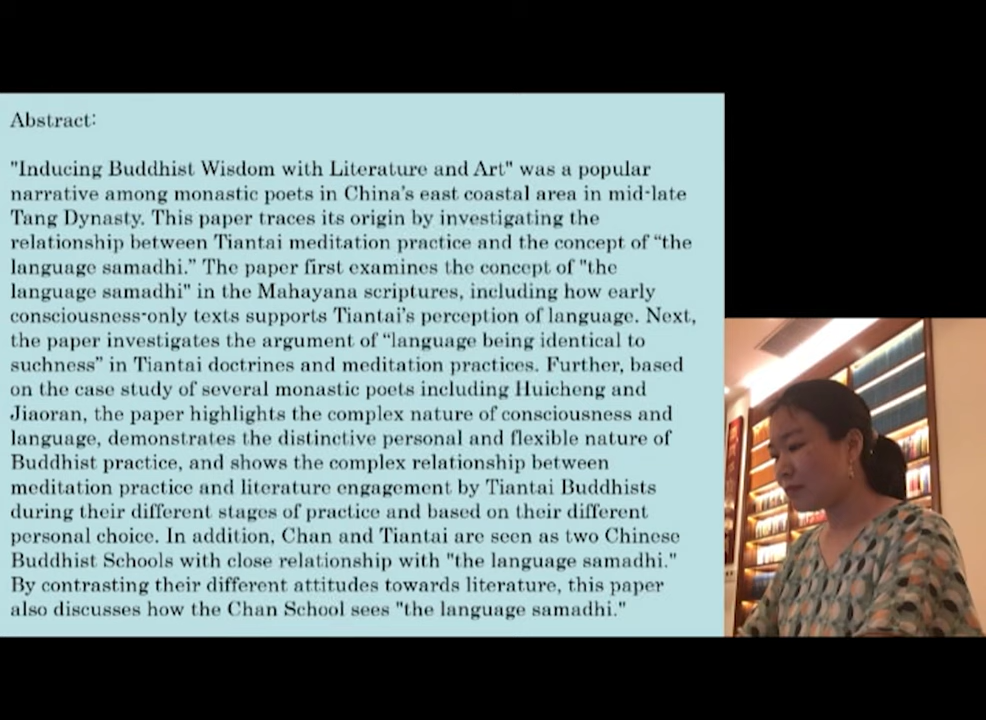 Abstract:
"Inducing Buddhist Wisdom with Literature and Art" was a popular
narrative among monastic poets in China's east coastal area in mid-late
Tang Dynasty. This paper traces its origin by investigating the
relationship between Tiantai meditation practice and the concept of “the
language samadhi.” The paper first examines the concept of "the
language samadhi" in the Mahayana scriptures, including how early
consciousness-only texts supports Tiantai's perception of language. Next,
the paper investigates the argument of “language being identical to
suchness” in Tiantai doctrines and meditation practices. Further, based
on the case study of several monastic poets including Huicheng and
Jiaoran, the paper highlights the complex nature of consciousness and
language, demonstrates the distinctive personal and flexible nature of
Buddhist practice, and shows the complex relationship between
meditation practice and literature engagement by Tiantai Buddhists
during their different stages of practice and based on their different
personal choice. In addition, Chan and Tiantai are seen as two Chinese
Buddhist Schools with close relationship with "the language samadhi."
By contrasting their different attitudes towards literature, this paper
also discusses how the Chan School sees "the language samadhi."